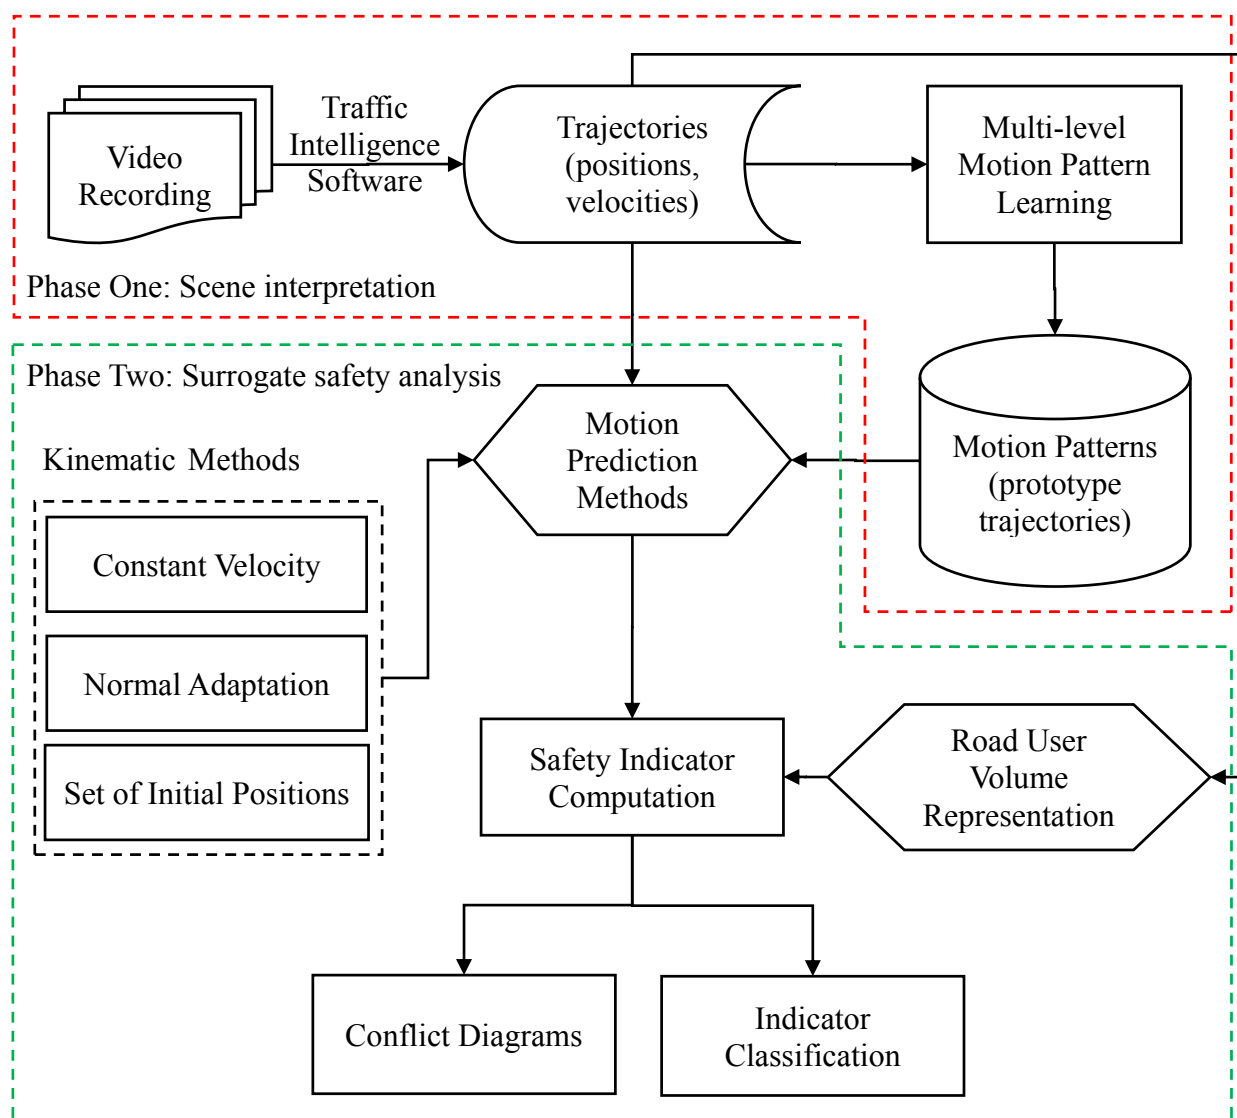 Video
Recording
Traffic
Intelligence
Software
Trajectories
(positions,
velocities)
Multi-level
Motion Pattern
Learning
Phase One: Scene interpretation
Phase Two: Surrogate safety analysis
Motion
Prediction
Methods
Motion Patterns
(prototype
trajectories)
Kinematic Methods
Constant Velocity
Normal Adaptation
Set of Initial Positions
Safety Indicator
Computation
Road User
Volume
Representation
Conflict Diagrams
Indicator
Classification